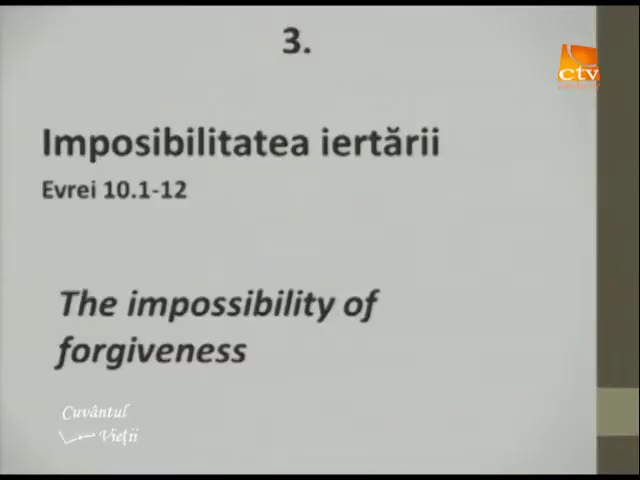 3.
ctv
Imposibilitatea iertării
Evrei 10.1-12
The impossibility of
forgiveness
Cuvântul
Vieții